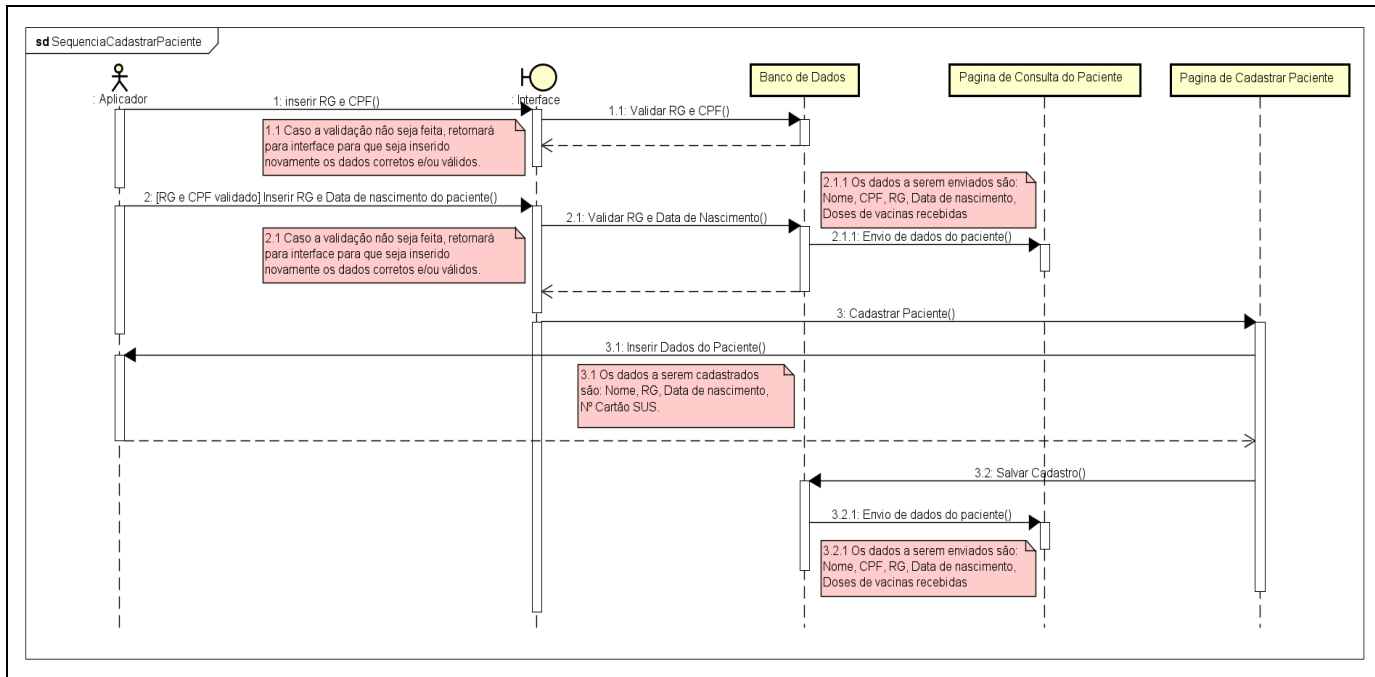 sd SequenciaCadastrarPaciente
: Aplicador
: Interface
Banco de Dados
Pagina de Consulta do Paciente
Pagina de Cadastrar Paciente
1: inserir RG e CPF()
1.1: Validar RG e CPF()
1.1 Caso a validação não seja feita, retornará
para interface para que seja inserido
novamente os dados corretos e/ou válidos.
2: [RG e CPF validado] Inserir RG e Data de nascimento do paciente()
2.1: Validar RG e Data de Nascimento()
2.1.1 Os dados a serem enviados são:
Nome, CPF, RG, Data de nascimento,
Doses de vacinas recebidas
2.1 Caso a validação não seja feita, retornará
para interface para que seja inserido
novamente os dados corretos e/ou válidos.
2.1.1: Envio de dados do paciente()
3: Cadastrar Paciente()
3.1: Inserir Dados do Paciente()
3.1 Os dados a serem cadastrados
são: Nome, RG, Data de nascimento,
Nº Cartão SUS.
3.2: Salvar Cadastro()
3.2.1: Envio de dados do paciente()
3.2.1 Os dados a serem enviados são:
Nome, CPF, RG, Data de nascimento,
Doses de vacinas recebidas